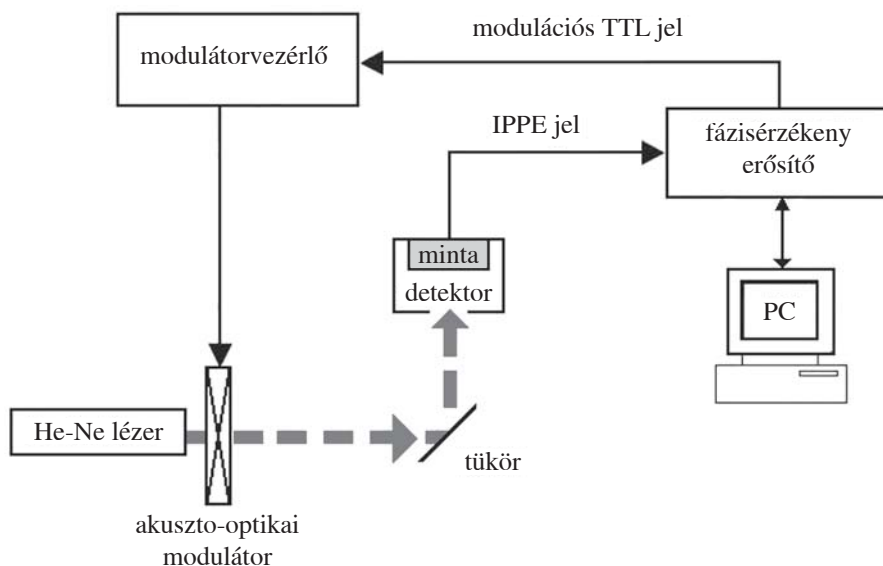 modulációs TTL jel
modulátorvezérlő
IPPE jel
fázisérzékeny
erősítő
minta
detektor
PC
He-Ne lézer
tükör
akuszto-optikai
modulátor